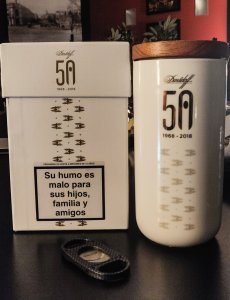 Davidoff
50
1968 - 2018
Su humo es
malo para
sus hijos,
familia y
amigos
Davidoff
50
1968 - 2018